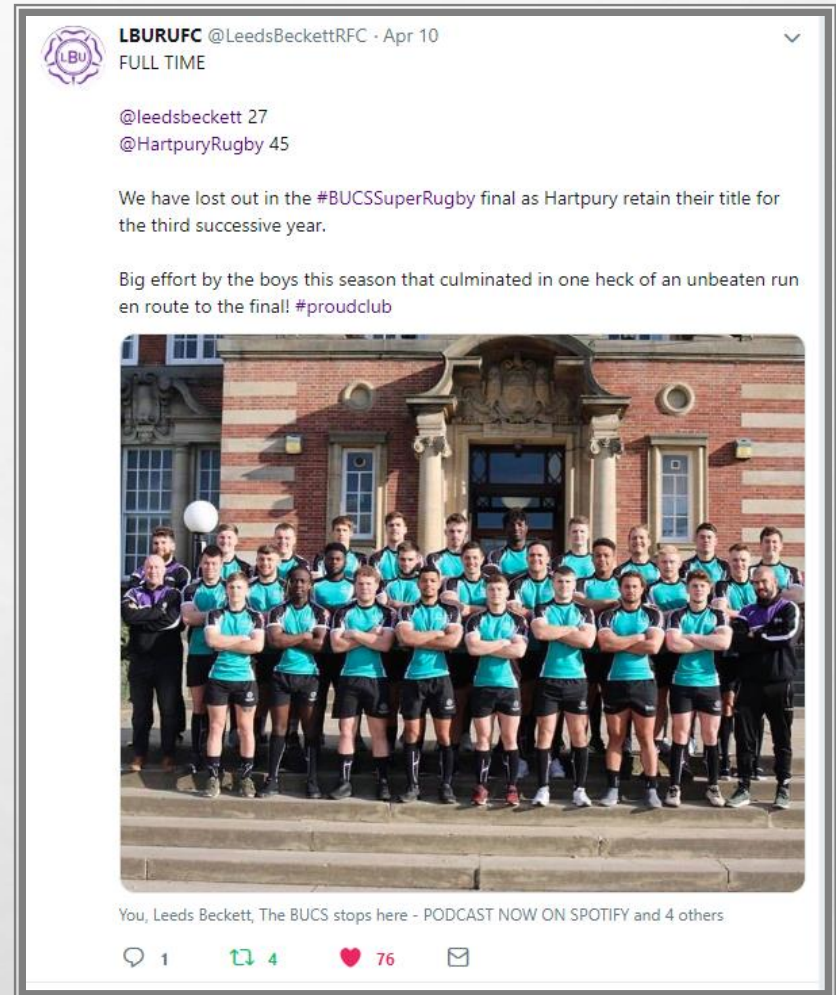 LBURUFC @LeedsBeckettRFC · Apr 10
LBU
FULL TIME
@leedsbeckett 27
@HartpuryRugby 45
We have lost out in the #BUCSSuperRugby final as Hartpury retain their title for
the third successive year.
Big effort by the boys this season that culminated in one heck of an unbeaten run
en route to the final! #proudclub
You, Leeds Beckett, The BUCS stops here - PODCAST NOW ON SPOTIFY and 4 others
1 4 76